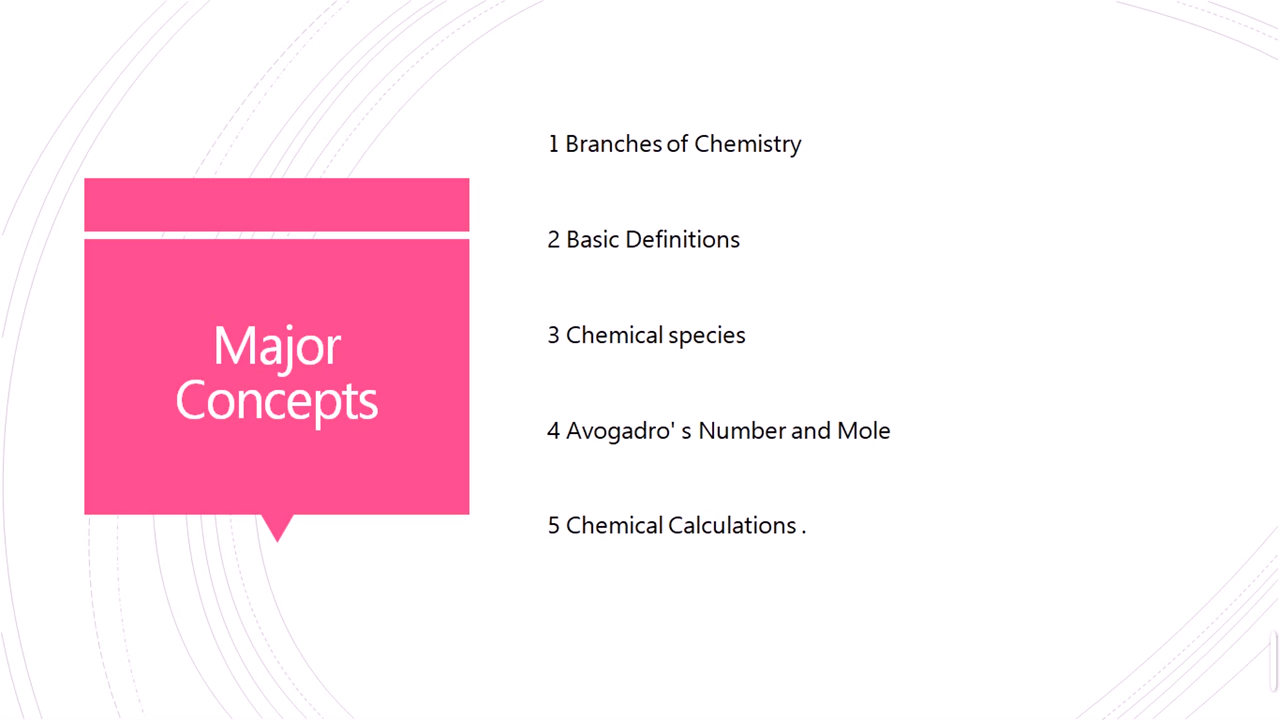 Major
Concepts
1 Branches of Chemistry
2 Basic Definitions
3 Chemical species
4 Avogadro' s Number and Mole
5 Chemical Calculations .